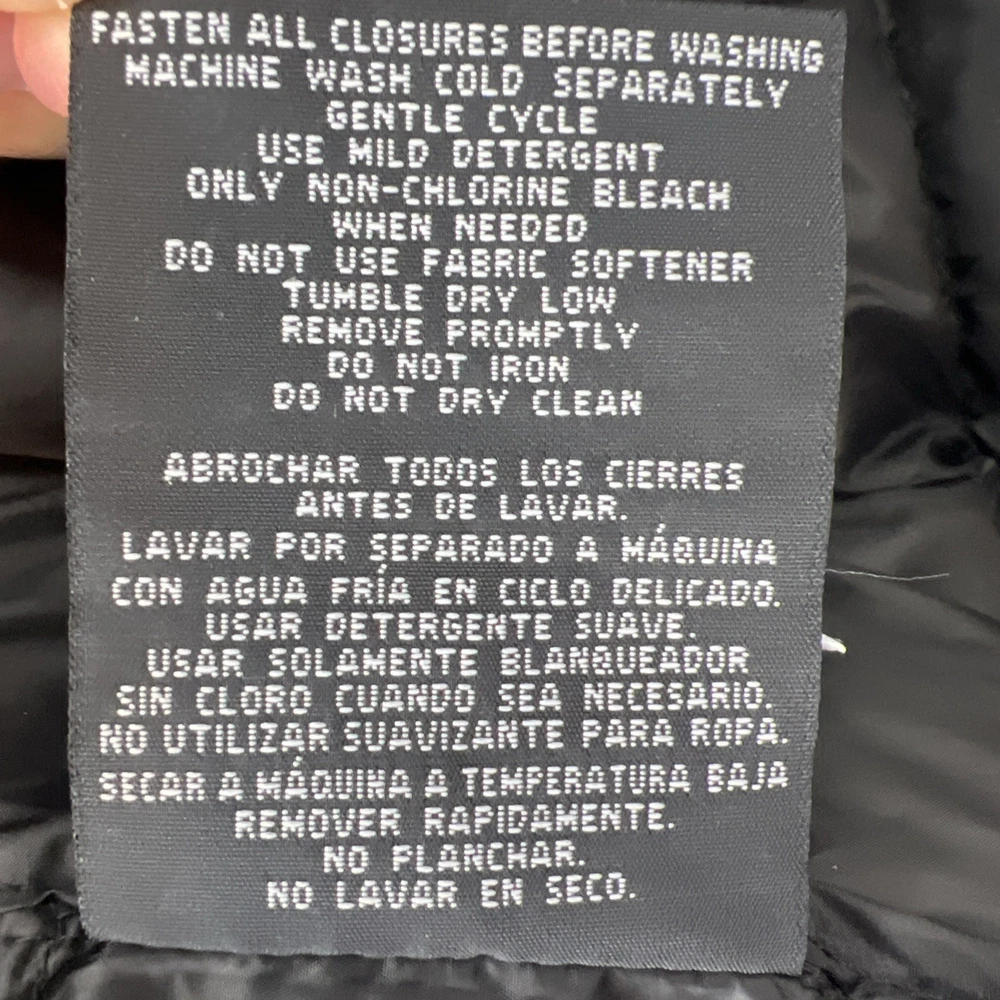 FASTEN ALL CLOSURES BEFORE WASHING
MACHINE WASH COLD SEPARATELY
GENTLE CYCLE
USE MILD DETERGENT
ONLY NON-CHLORINE BLEACH
WHEN NEEDED
DO NOT USE FABRIC SOFTENER
TUMBLE DRY LOW
REMOVE PROMPTLY
DO NOT IRON
DO NOT DRY CLEAN
ABROCHAR TODOS LOS CIERRES
ANTES DE LAVAR.
LAVAR POR SEPARADO A MÁQUINA
CON AGUA FRÍA EN CICLO DELICADO.
USAR DETERGENTE SUAVE.
USAR SOLAMENTE BLANQUEADOR
SIN CLORO CUANDO SEA NECESARIO.
NO UTILIZAR SUAVIZANTE PARA ROPA.
SECAR A MÁQUINA A TEMPERATURA BAJA
REMOVER RAPIDAMENTE.
NO PLANCHAR.
NO LAVAR EN SECO.